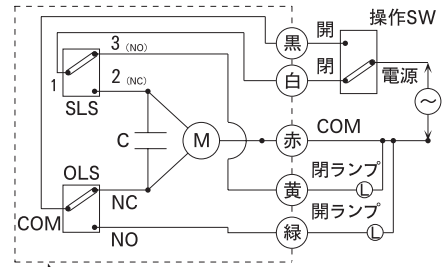 操作SW
黒 開
3 (NO)
白 閉
電源
1
2 (NC)
SLS
C
M
赤 COM
閉ランプ
黄 L
OLS
開ランプ
NC
緑 L
COM
NO